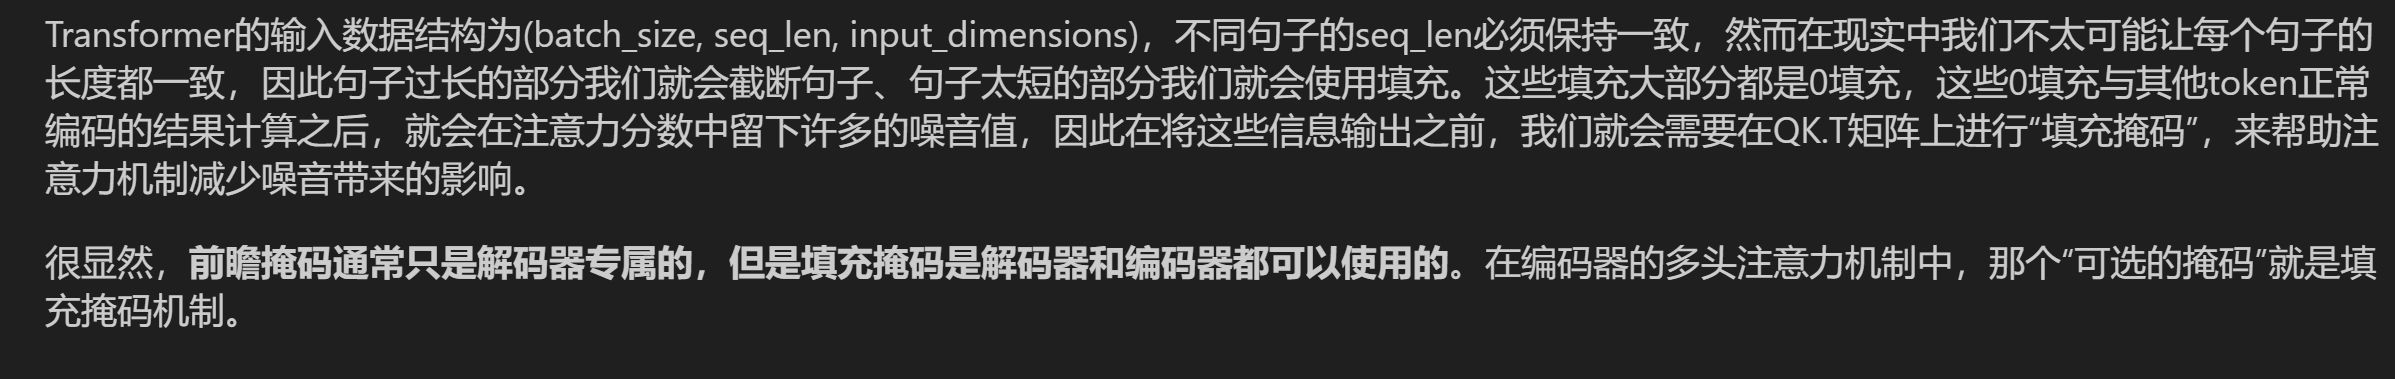 Transformer的输入数据结构为(batch_size, seq_len, input_dimensions)，不同句子的seq_len必须保持一致，然而在现实中我们不太可能让每个句子的
长度都一致，因此句子过长的部分我们就会截断句子、句子太短的部分我们就会使用填充。这些填充大部分都是0填充，这些0填充与其他token正常
编码的结果计算之后，就会在注意力分数中留下许多的噪音值，因此在将这些信息输出之前，我们就会需要在QK.T矩阵上进行“填充掩码”，来帮助注
意力机制减少噪音带来的影响。
很显然，前瞻掩码通常只是解码器专属的，但是填充掩码是解码器和编码器都可以使用的。在编码器的多头注意力机制中，那个“可选的掩码”就是填
充掩码机制。